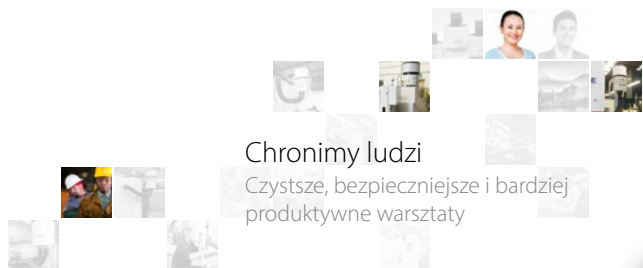 Chronimy ludzi
Czystsze, bezpieczniejsze i bardziej
produktywne warsztaty